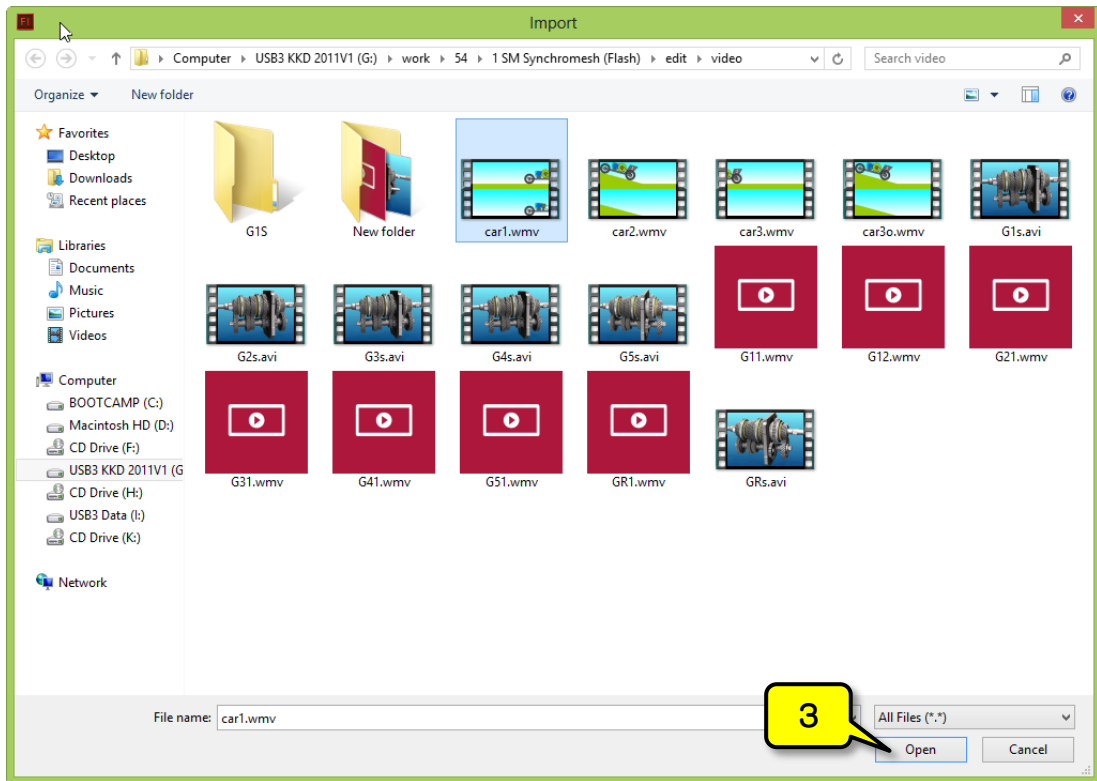 Fl
Import
Computer USB3 KKD 2011V1 (G:) work 54 1 SM Synchromesh (Flash) edit video
Search video
Organize New folder
Favorites
Desktop
Downloads
Recent places
Libraries
Documents
Music
Pictures
Videos
Computer
BOOTCAMP (C:)
Macintosh HD (D:)
CD Drive (F:)
USB3 KKD 2011V1 (G
CD Drive (H:)
USB3 Data (I:)
CD Drive (K:)
Network
G1S New folder car1.wmv car2.wmv car3.wmv car3o.wmv G1s.avi
G2s.avi G3s.avi G4s.avi G5s.avi G11.wmv G12.wmv G21.wmv
G31.wmv G41.wmv G51.wmv GR1.wmv GRs.avi
File name: car1.wmv
All Files (*.*)
3
Open Cancel